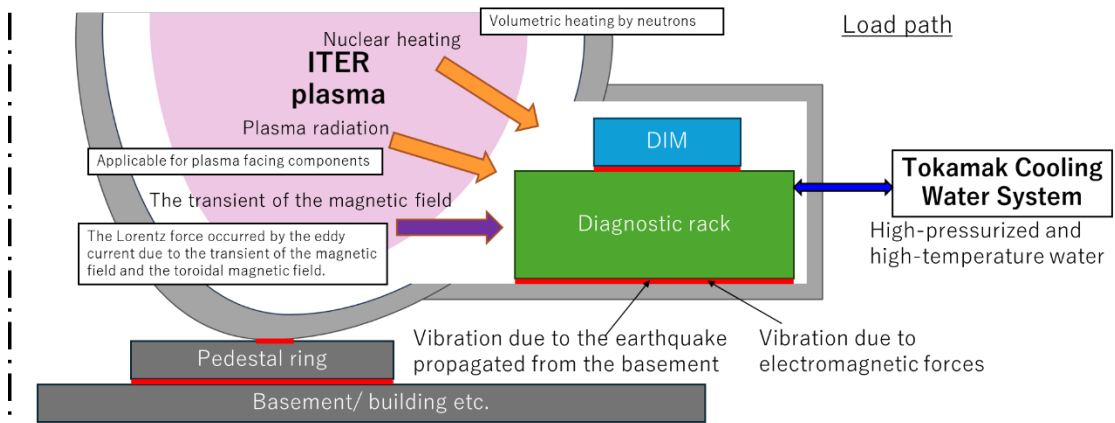 Volumetric heating by neutrons
Load path
Nuclear heating
ITER
plasma
Plasma radiation
Applicable for plasma facing components
The transient of the magnetic field
The Lorentz force occurred by the eddy
current due to the transient of the magnetic
field and the toroidal magnetic field.
DIM
Diagnostic rack
Tokamak Cooling
Water System
High-pressurized and
high-temperature water
Vibration due to the earthquake
propagated from the basement
Vibration due to
electromagnetic forces
Pedestal ring
Basement/ building etc.